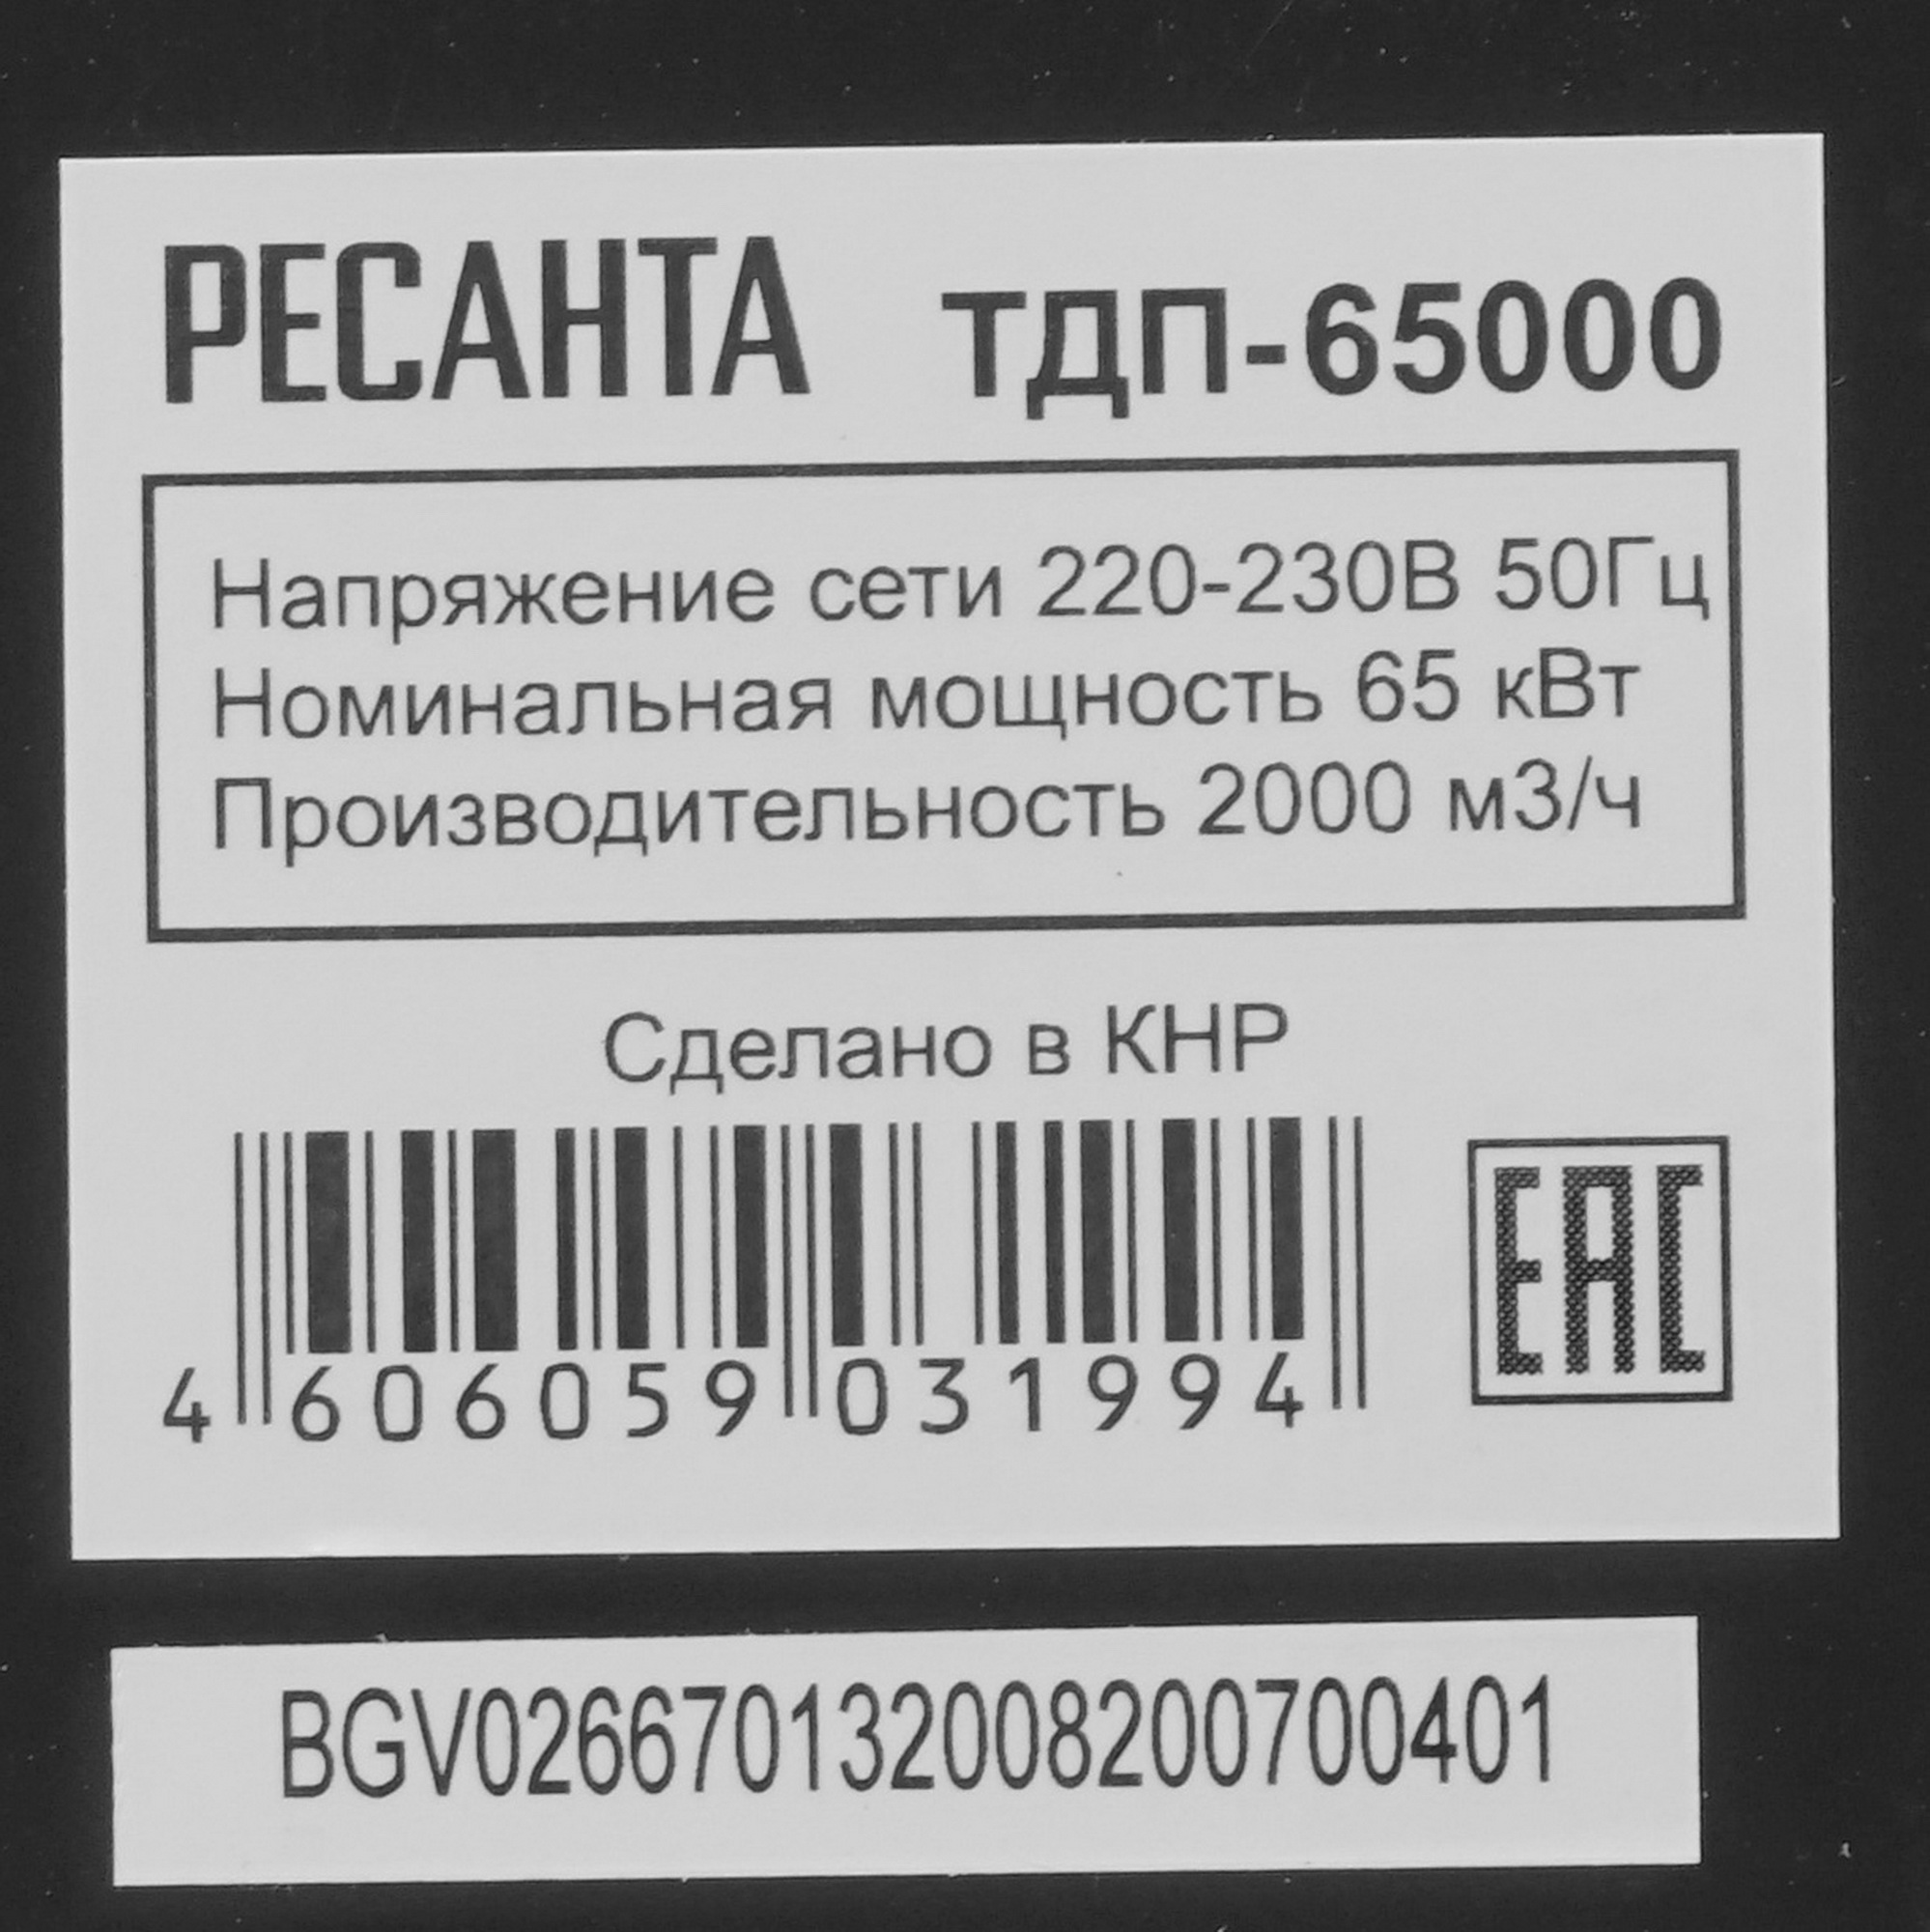 РЕСАНТА ТДП-65000
Напряжение сети 220-230В 50Гц
Номинальная мощность 65 кВт
Производительность 2000 м3/ч
Сделано в КНР
4 606059 031994
EAC
BGV026670132008200700401